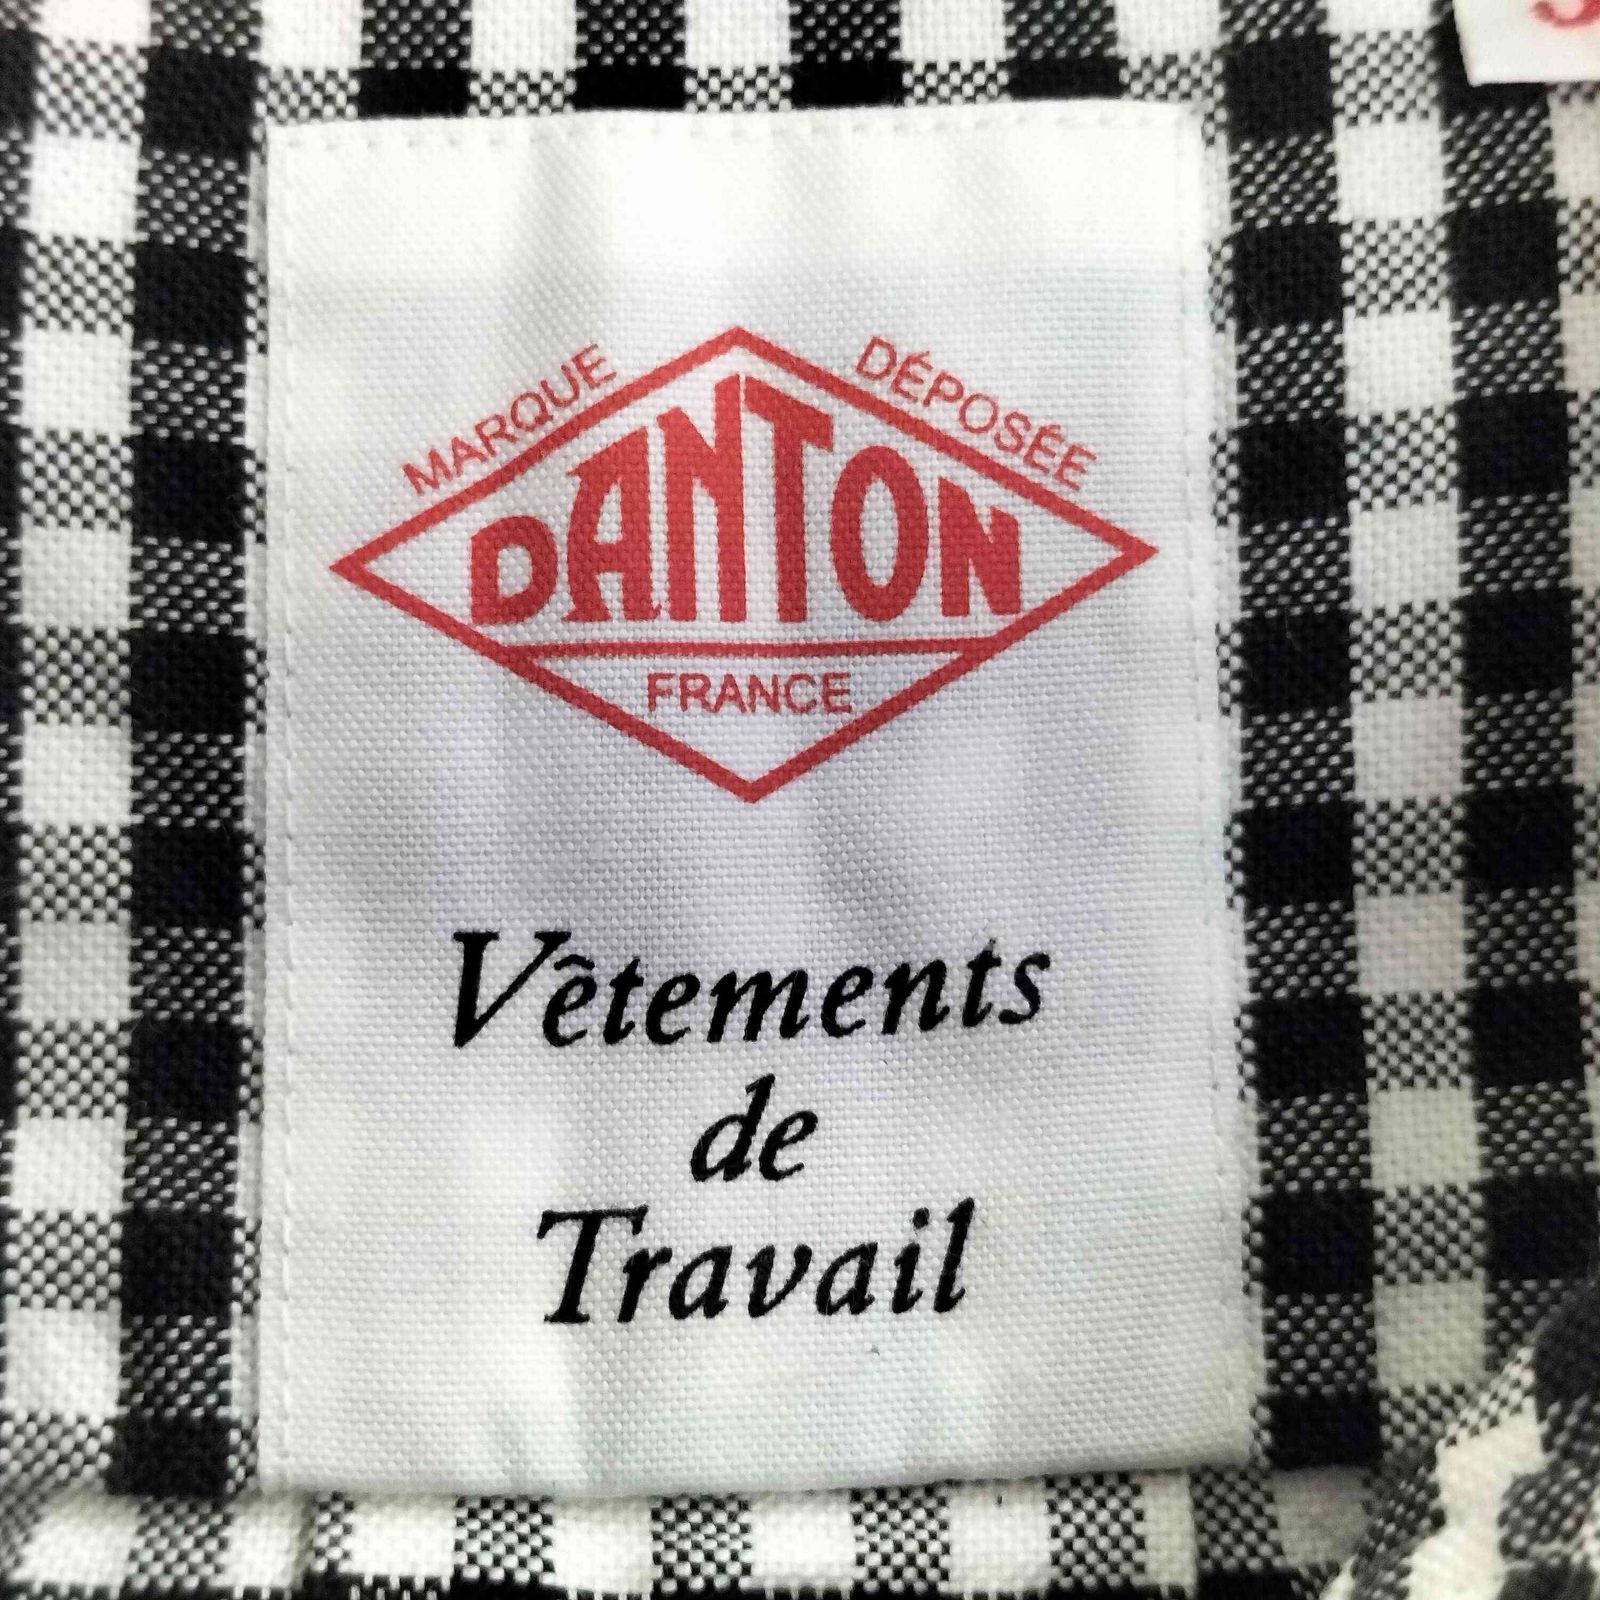 MARQUE DÉPOSÉE
DANTON
FRANCE
Vêtements
de
Travail